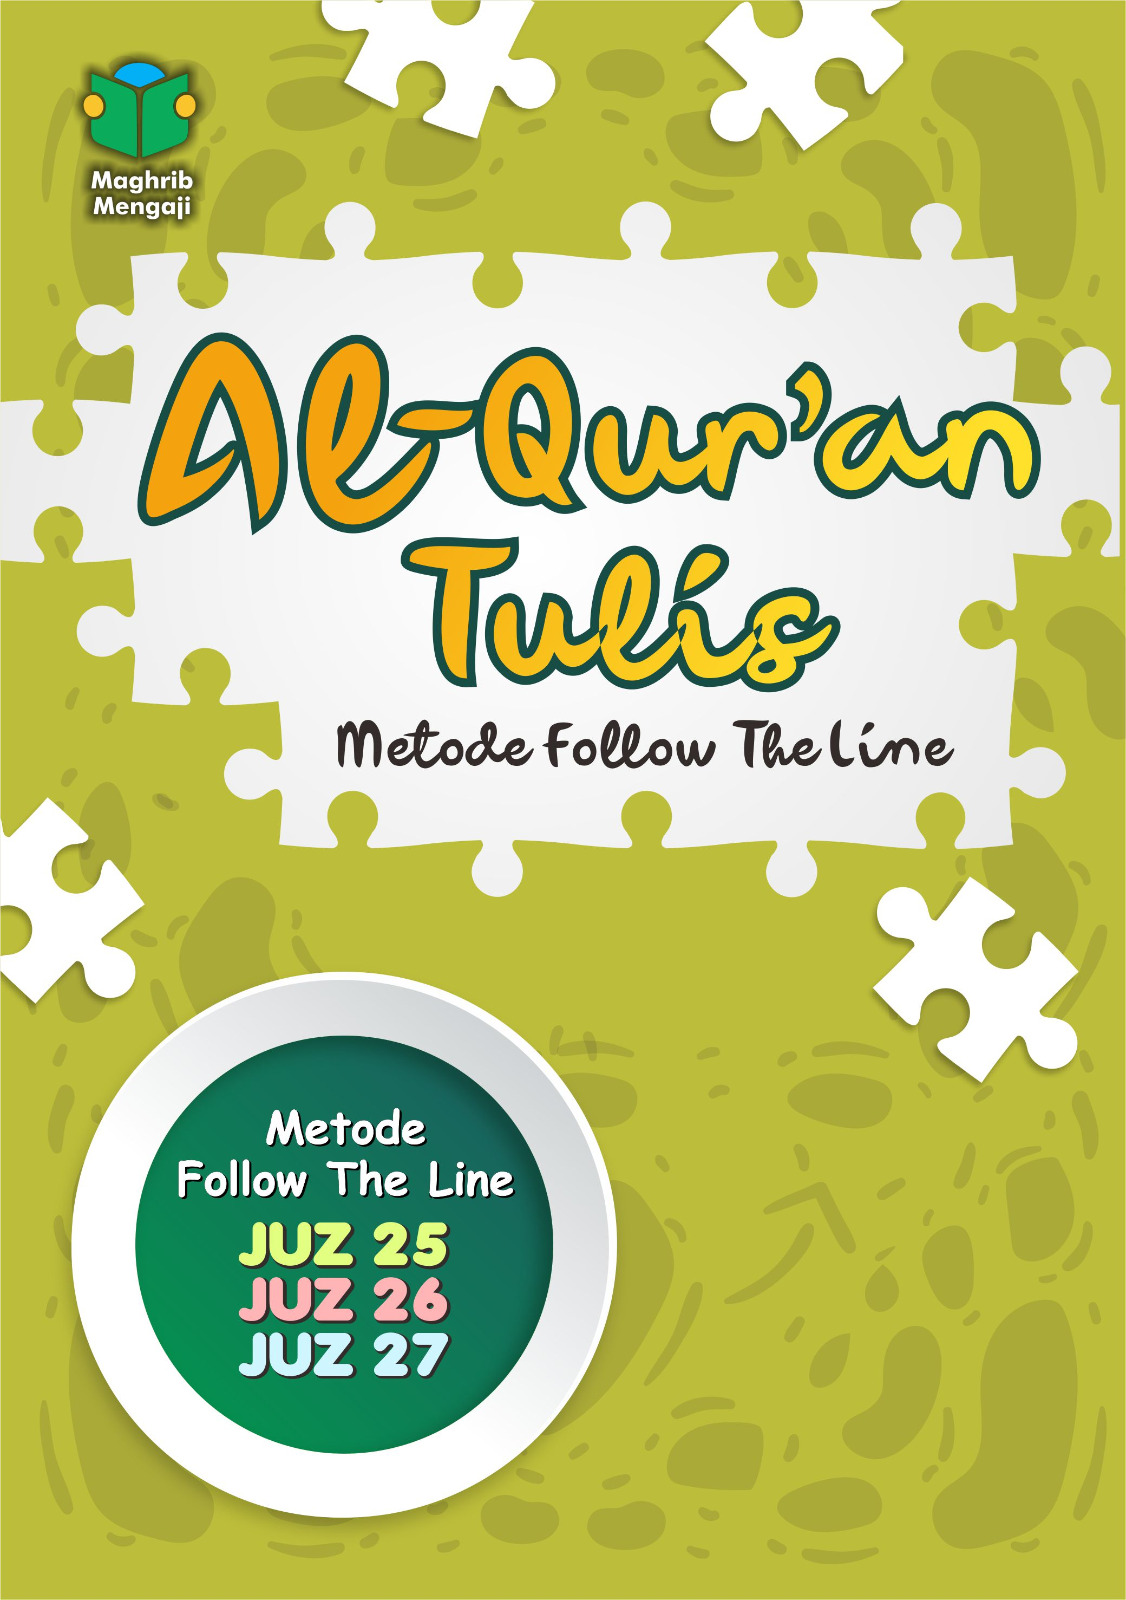 Maghrib
Mengaji
Al-Qur'an
Tulis
Metode Follow The Line
Metode
Follow The Line
JUZ 25
JUZ 26
JUZ 27